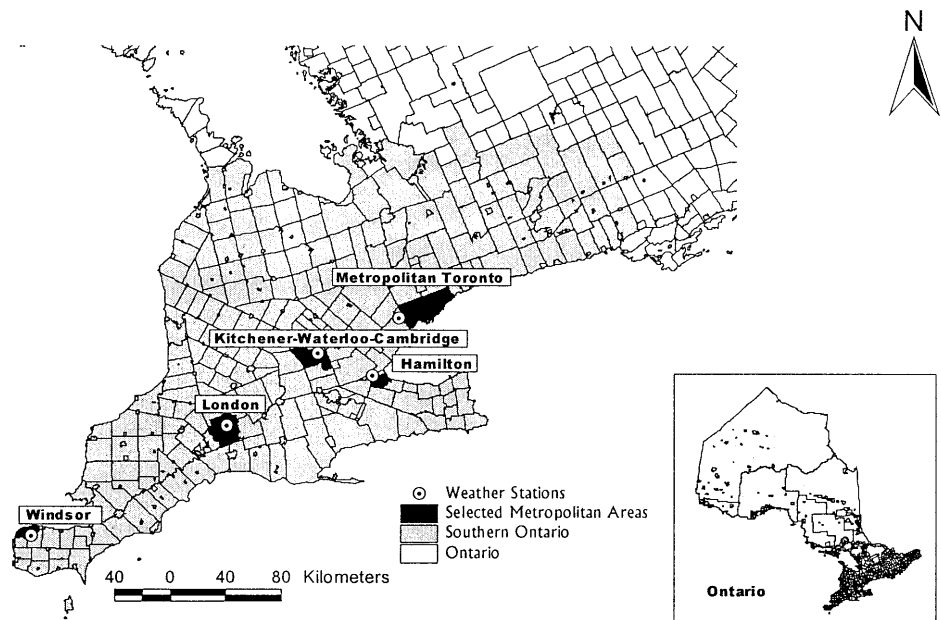 N
Metropolitan Toronto
Kitchener-Waterloo-Cambridge
Hamilton
London
Windsor
Weather Stations
Selected Metropolitan Areas
Southern Ontario
Ontario
40 0 40 80 Kilometers
Ontario